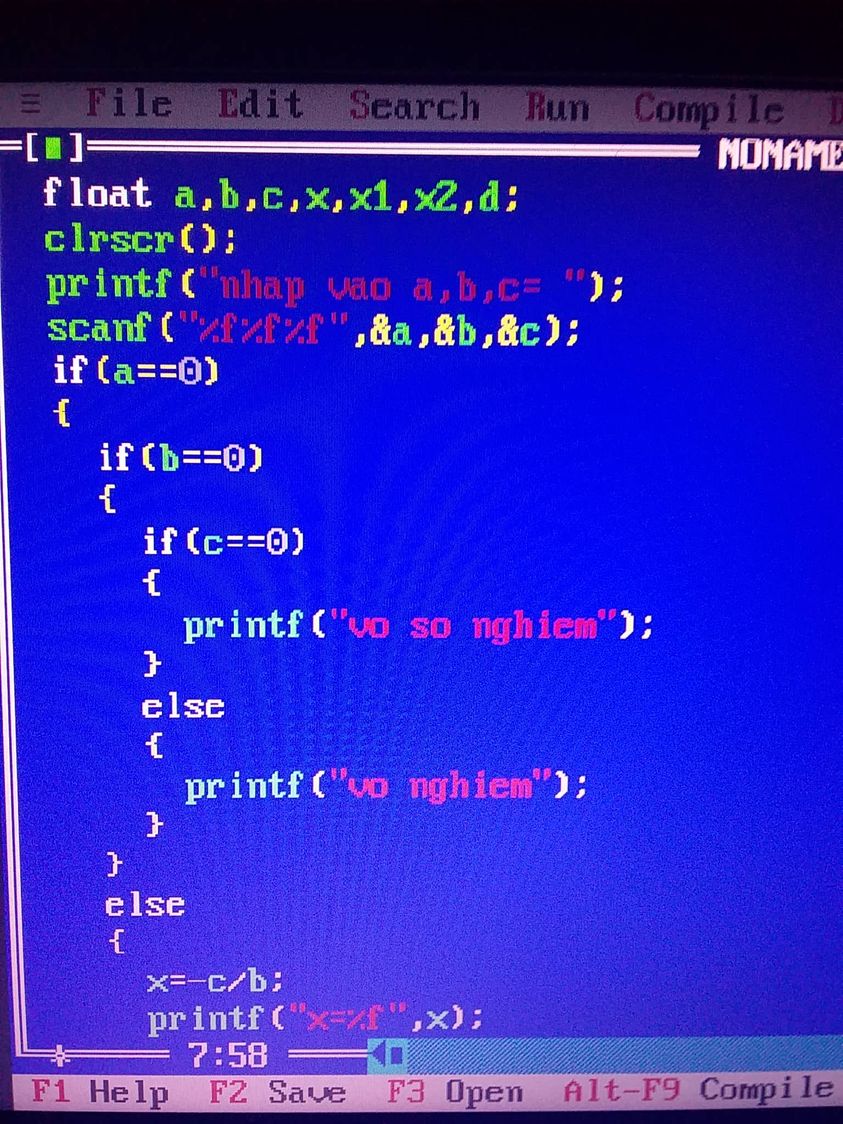 ≡ File Edit Search Run Compile D
[■] NONAME
float a,b,c,x,x1,x2,d;
clrscr();
printf("nhap vao a,b,c= ");
scanf("%f%f%f",&a,&b,&c);
if(a==0)
{
if(b==0)
{
if(c==0)
{
printf("vo so nghiem");
}
else
{
printf("vo nghiem");
}
}
else
{
x=-c/b;
printf("x=%f",x);
7:58
F1 Help F2 Save F3 Open Alt-F9 Compile